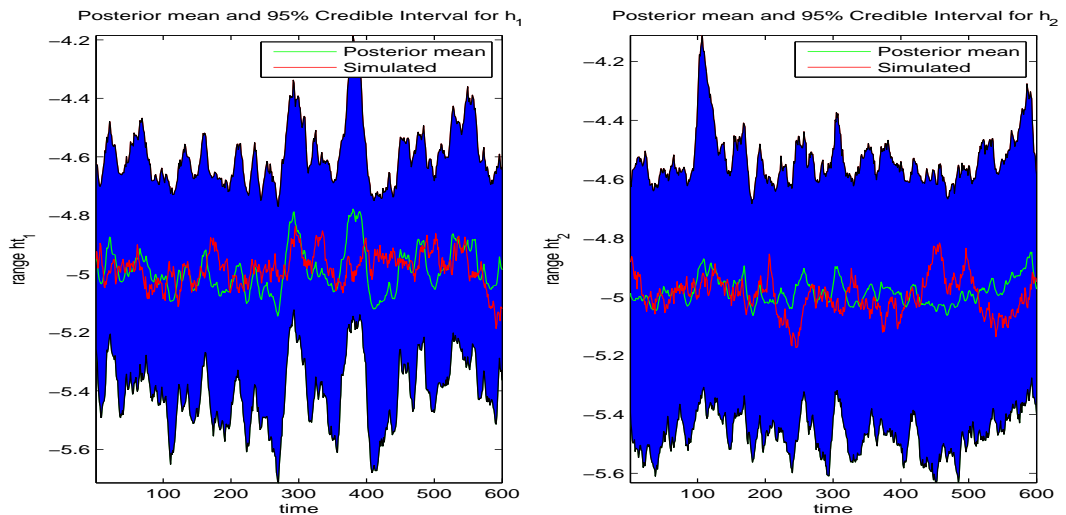 Posterior mean and 95% Credible Interval for h1
Posterior mean
Simulated
−4.2
−4.4
−4.6
−4.8
−5
−5.2
−5.4
−5.6
range ht1
100
200
300
400
500
600
time
Posterior mean and 95% Credible Interval for h2
Posterior mean
Simulated
−4.2
−4.4
−4.6
−4.8
−5
−5.2
−5.4
−5.6
range ht2
100
200
300
400
500
600
time